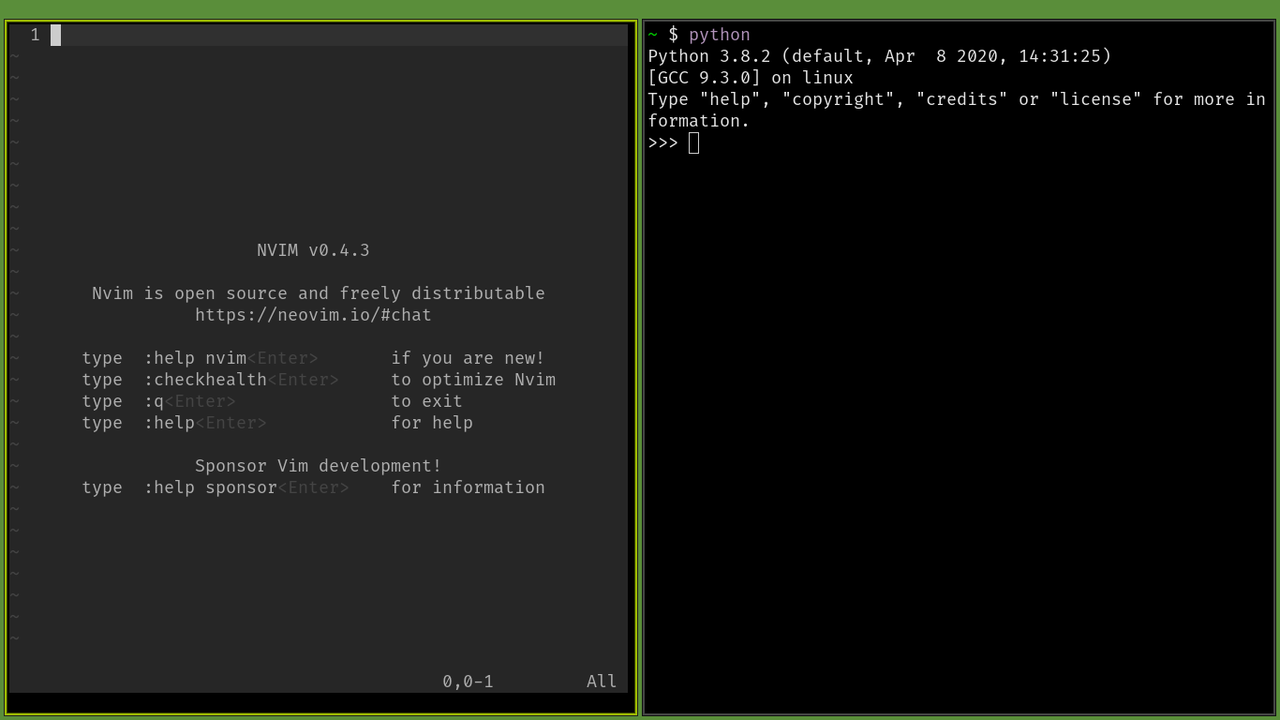 1
~
~
~
~
~
~
~
~
~
~ NVIM v0.4.3
~
~ Nvim is open source and freely distributable
~ https://neovim.io/#chat
~
~ type  :help nvim<Enter>       if you are new!
~ type  :checkhealth<Enter>     to optimize Nvim
~ type  :q<Enter>               to exit
~ type  :help<Enter>            for help
~
~ Sponsor Vim development!
~ type  :help sponsor<Enter>    for information
~
~
~
~
~
~
~
0,0-1         All
~ $ python
Python 3.8.2 (default, Apr  8 2020, 14:31:25)
[GCC 9.3.0] on linux
Type "help", "copyright", "credits" or "license" for more in
formation.
>>>